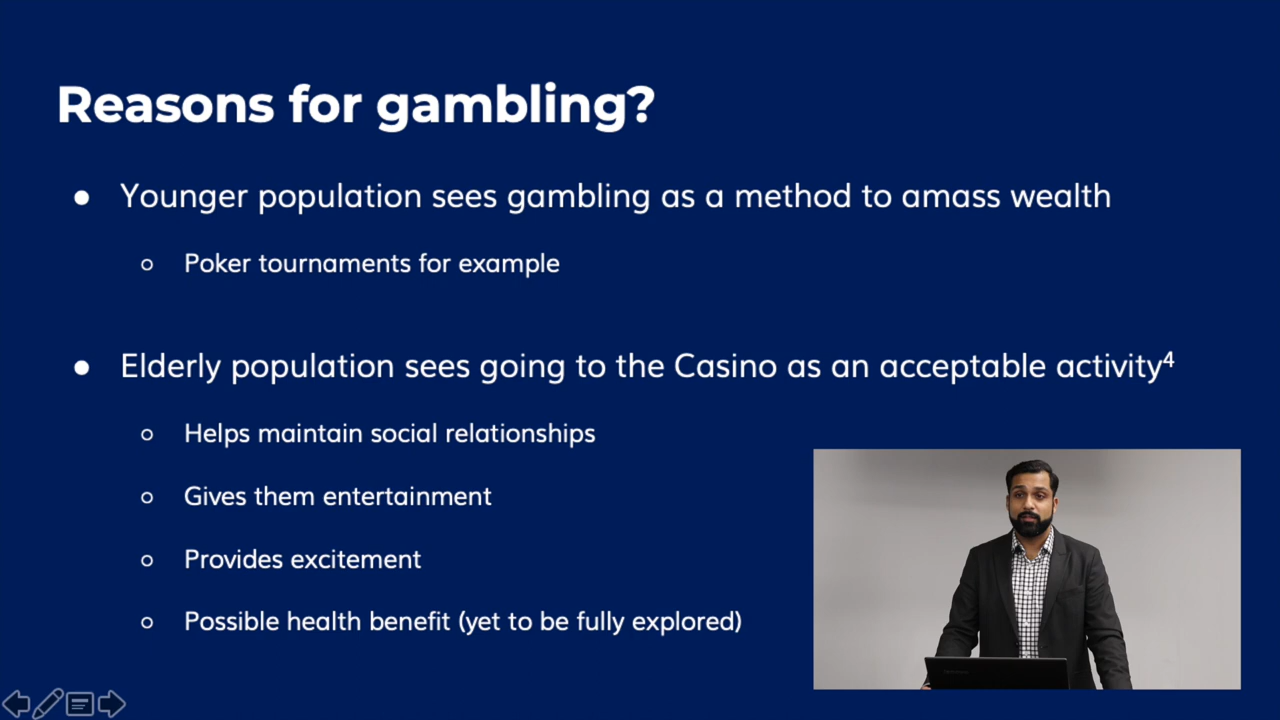 Reasons for gambling?
● Younger population sees gambling as a method to amass wealth
○ Poker tournaments for example
● Elderly population sees going to the Casino as an acceptable activity⁴
○ Helps maintain social relationships
○ Gives them entertainment
○ Provides excitement
○ Possible health benefit (yet to be fully explored)